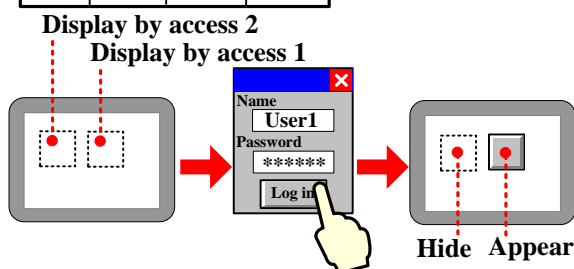 Display by access 2
Display by access 1
Name
User1
Password
******
Log in
Hide
Appear